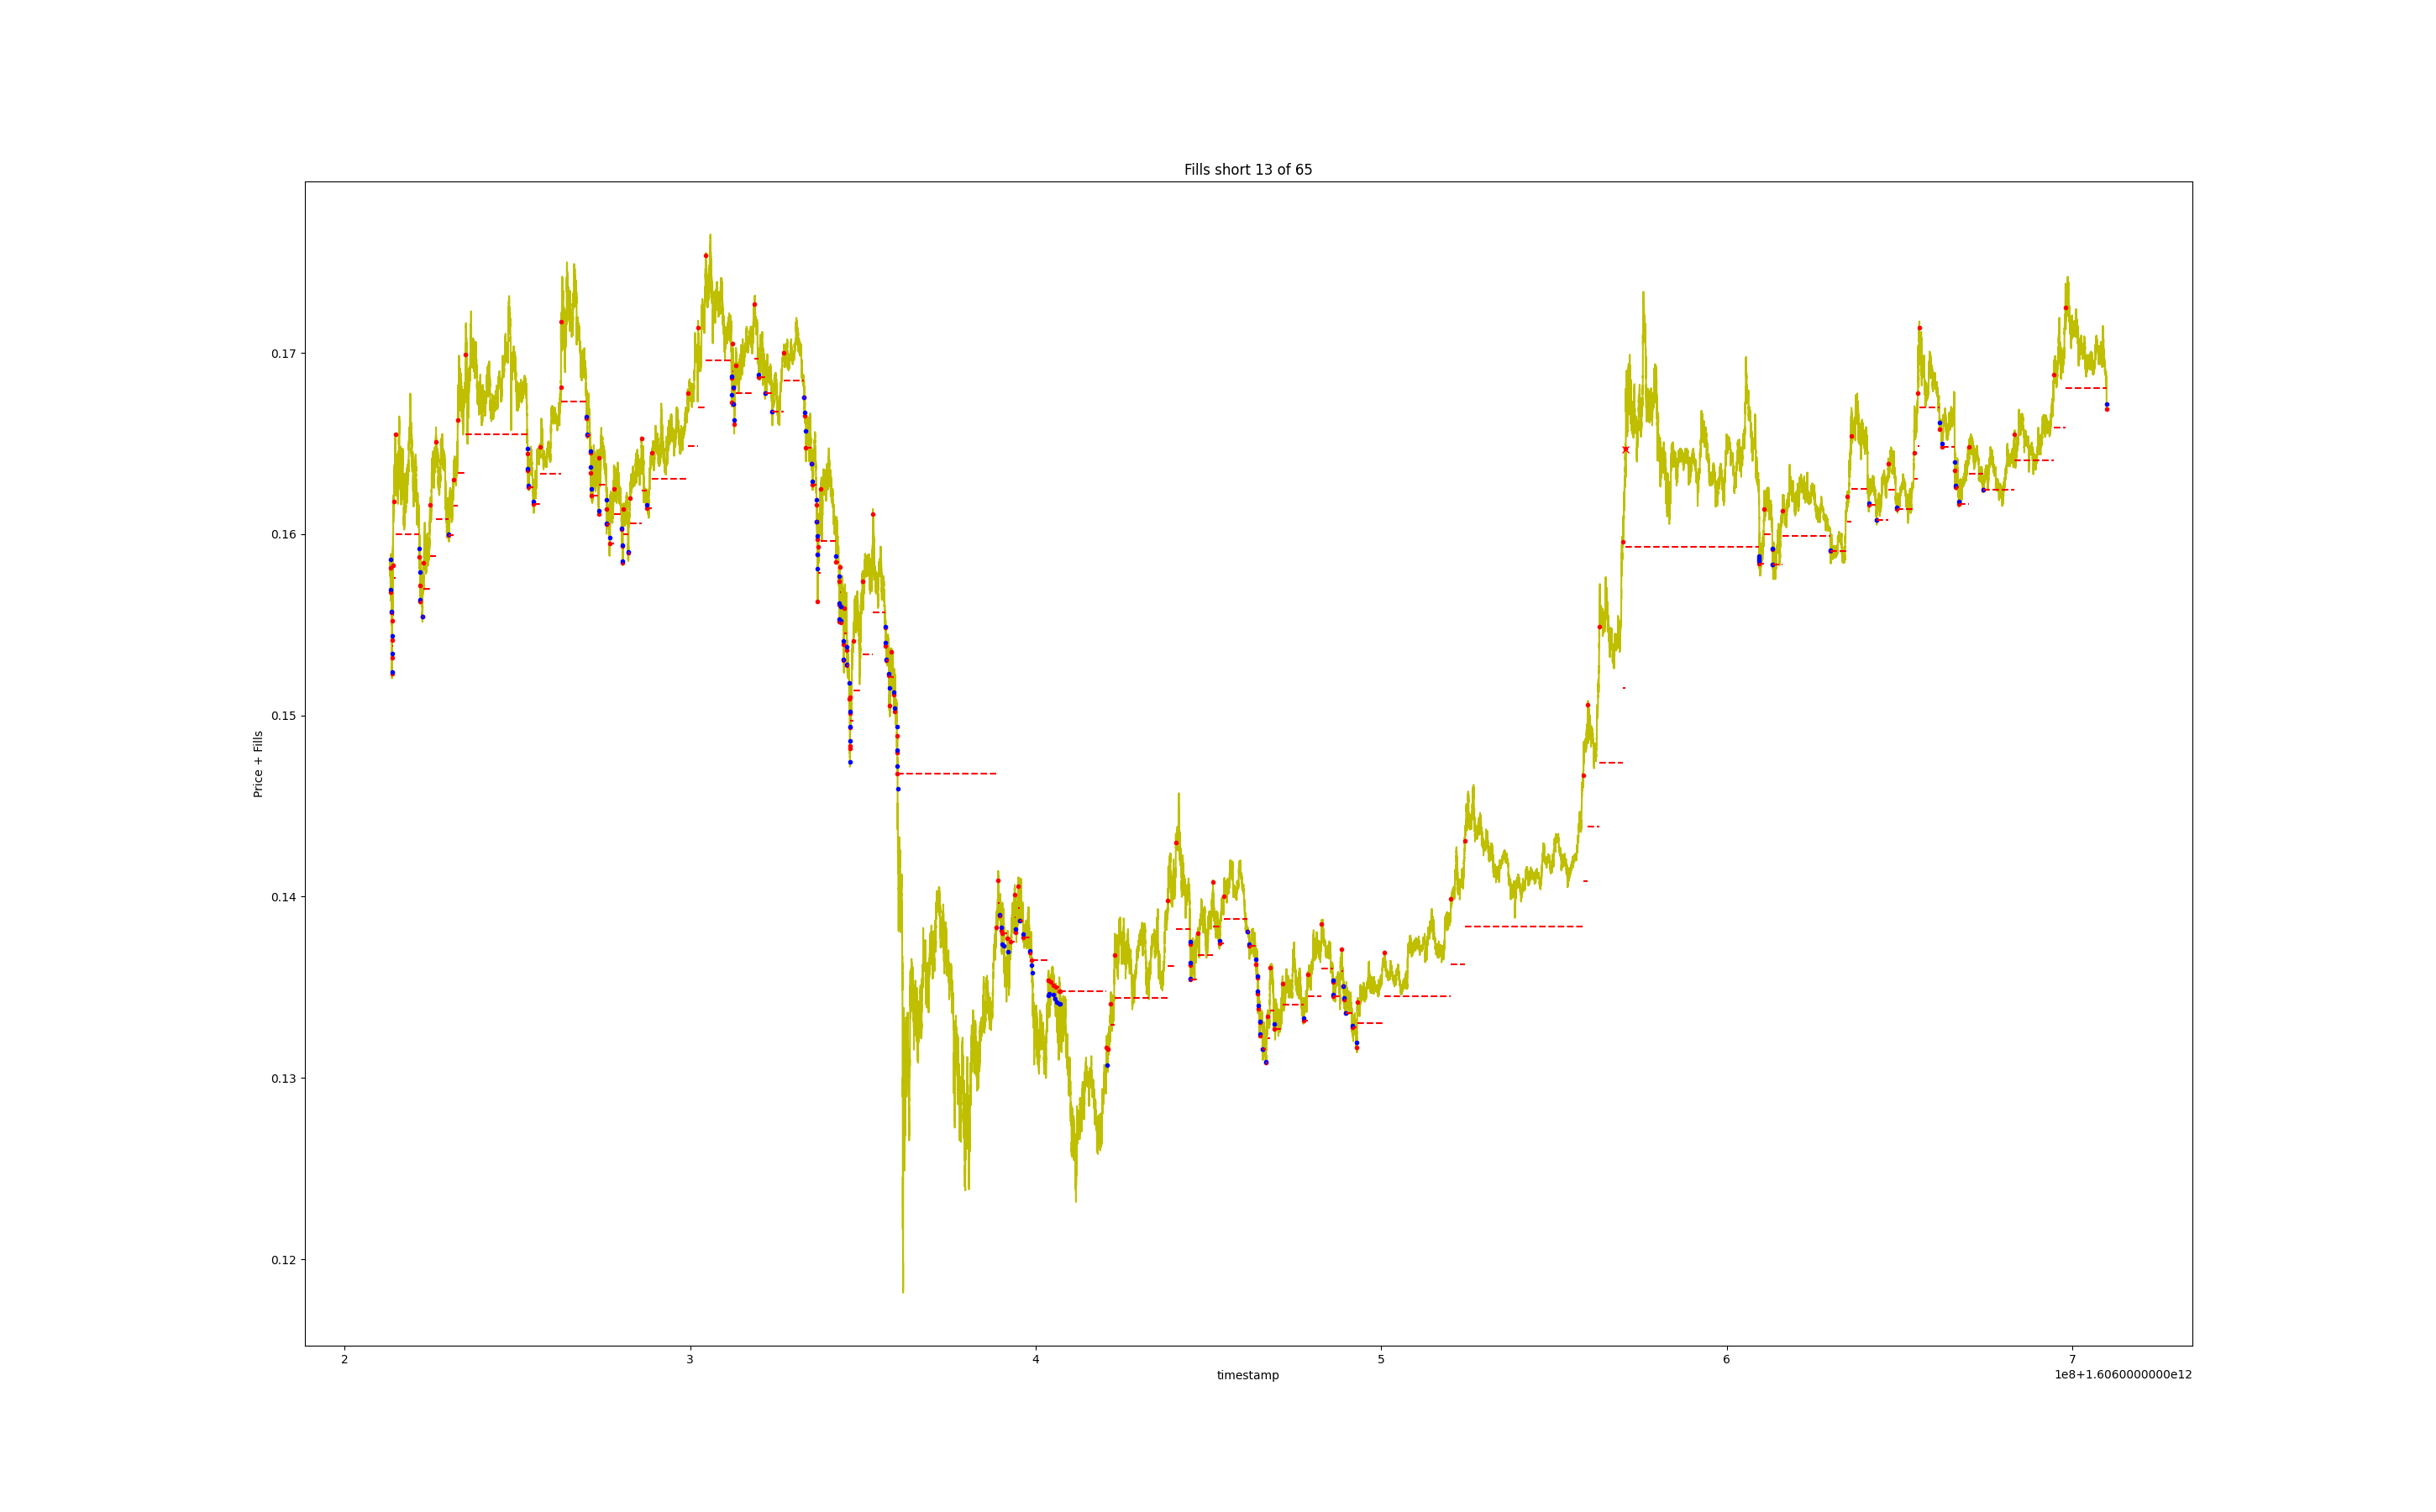 Fills short 13 of 65
Price + Fills
0.17
0.16
0.15
0.14
0.13
0.12
2 3 4 5 6 7
timestamp
1e8+1.6060000000e12